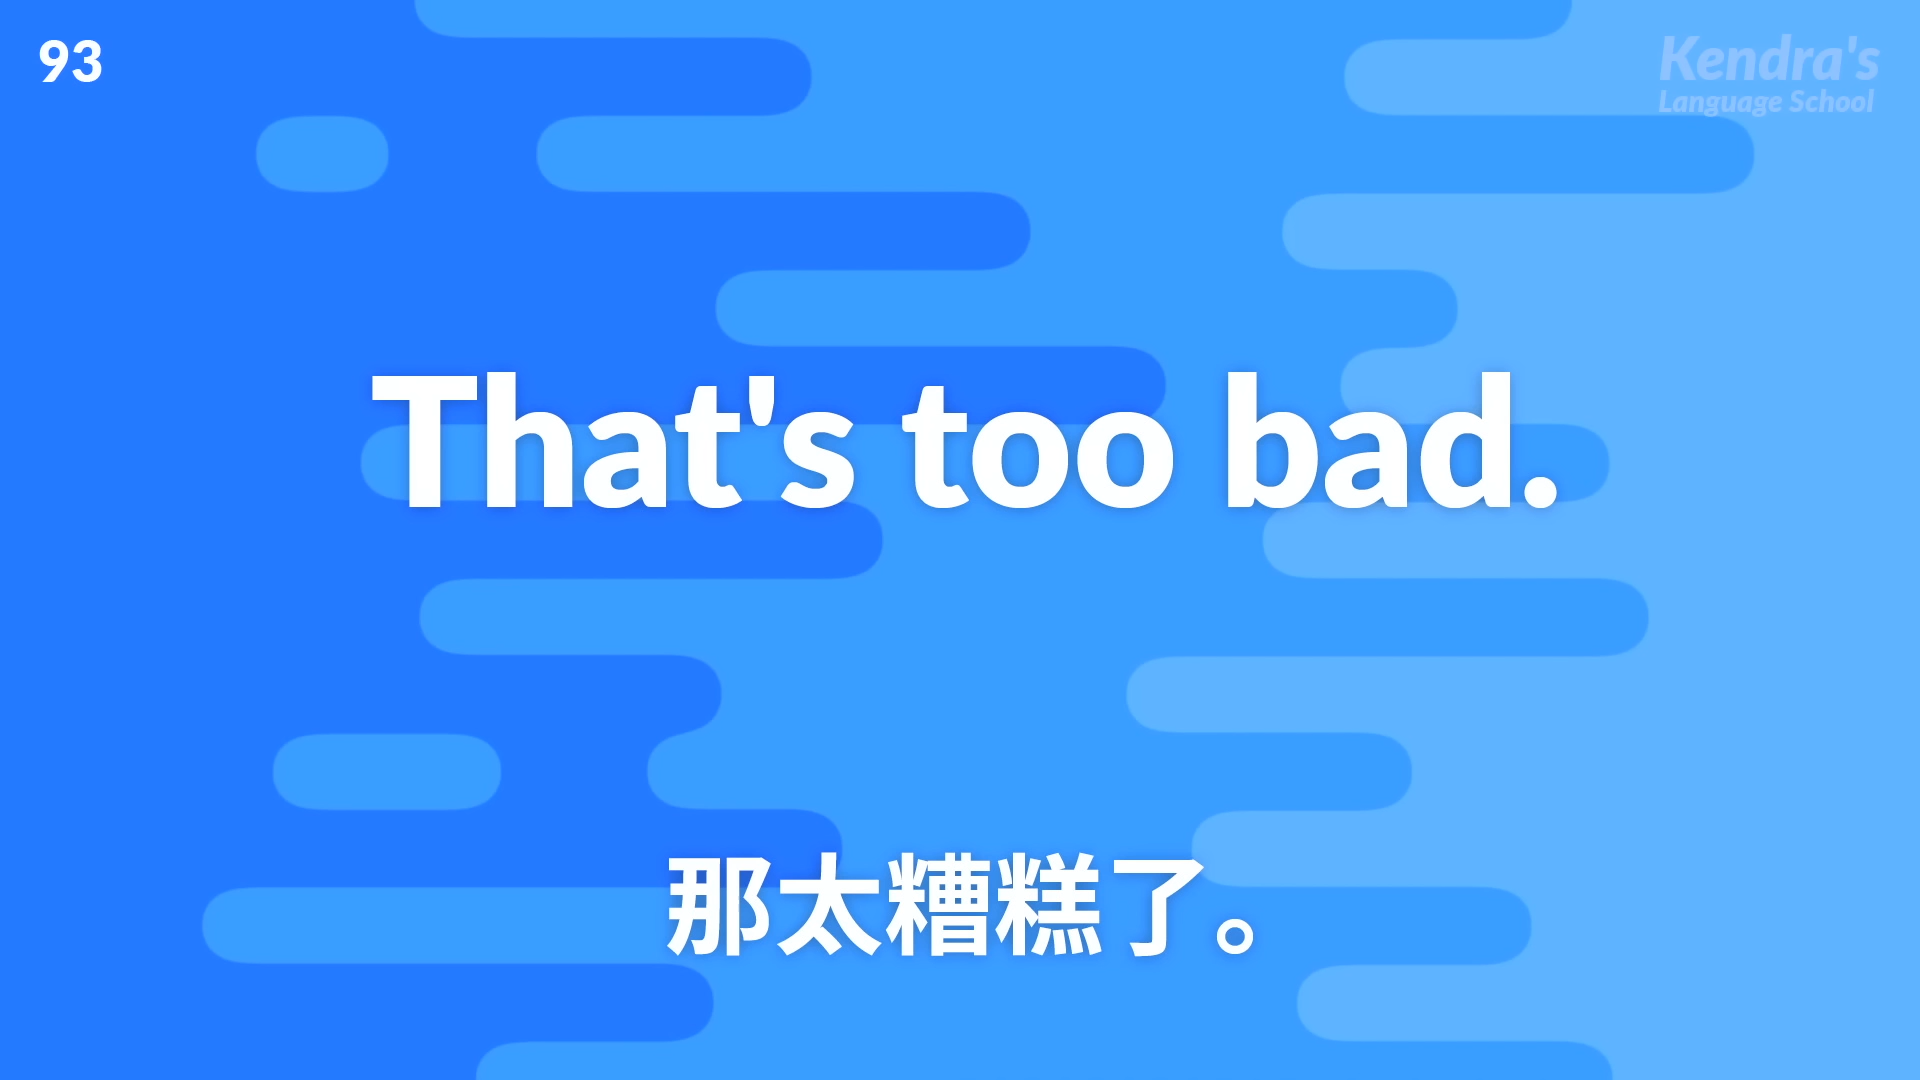 93
Kendra's
Language School
That's too bad.
那太糟糕了。